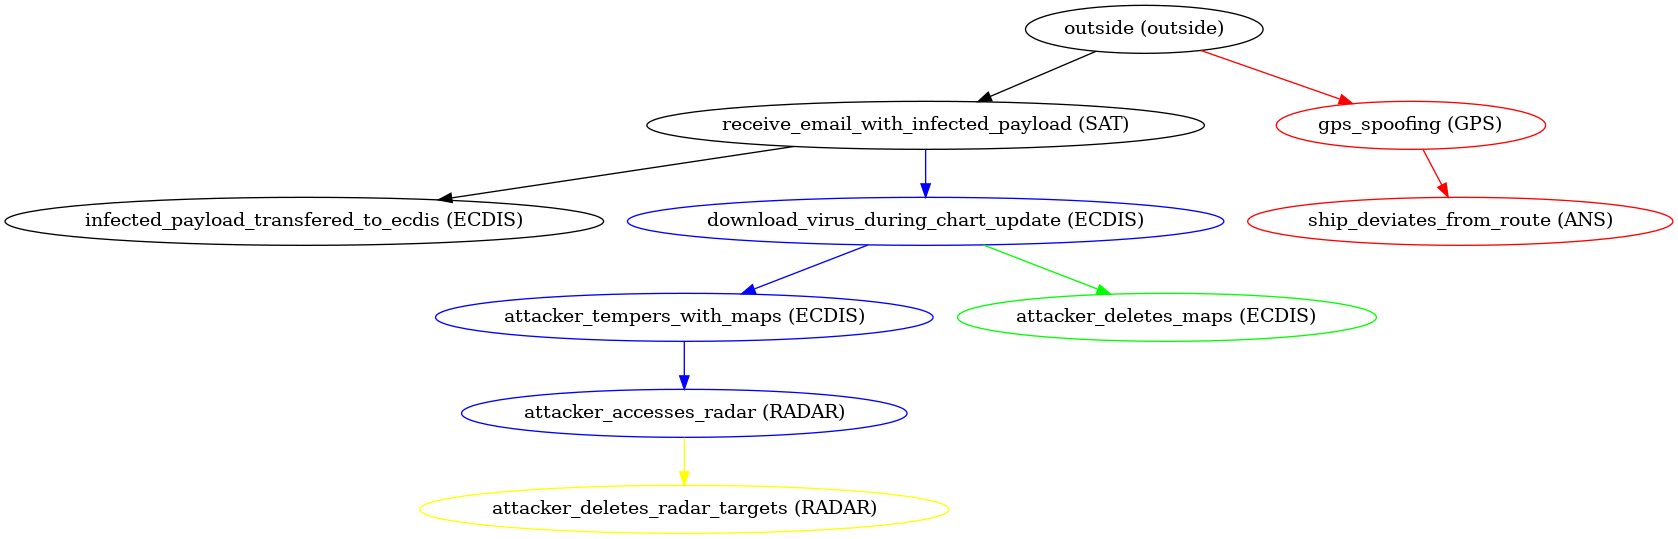 outside (outside)
receive_email_with_infected_payload (SAT)
gps_spoofing (GPS)
infected_payload_transfered_to_ecdis (ECDIS)
download_virus_during_chart_update (ECDIS)
ship_deviates_from_route (ANS)
attacker_tempers_with_maps (ECDIS)
attacker_deletes_maps (ECDIS)
attacker_accesses_radar (RADAR)
attacker_deletes_radar_targets (RADAR)